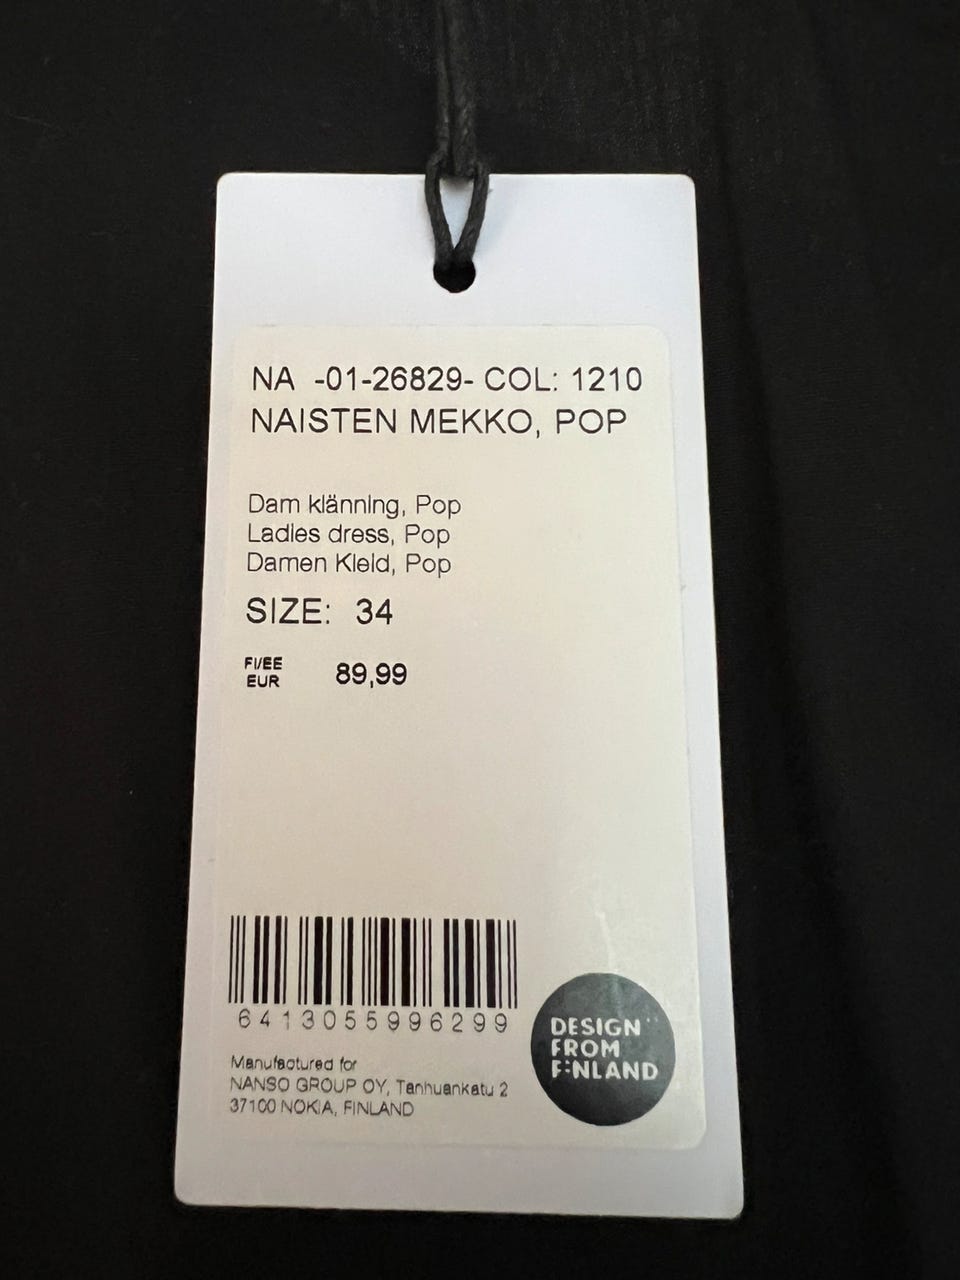 NA -01-26829- COL: 1210
NAISTEN MEKKO, POP
Dam klänning, Pop
Ladies dress, Pop
Damen Kleid, Pop
SIZE: 34
FI/EE
EUR 89,99
6413055996299
Manufactured for
NANSO GROUP OY, Tanhuankatu 2
37100 NOKIA, FINLAND
DESIGN
FROM
FINLAND